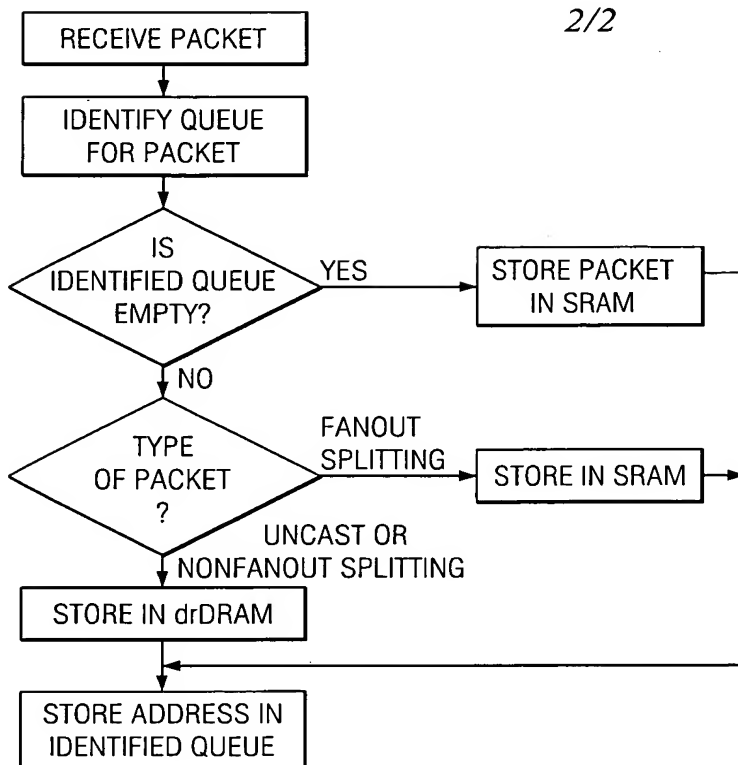 2/2
RECEIVE PACKET
IDENTIFY QUEUE
FOR PACKET
IS
IDENTIFIED QUEUE
EMPTY?
YES
STORE PACKET
IN SRAM
NO
TYPE
OF PACKET
?
FANOUT
SPLITTING
STORE IN SRAM
UNCAST OR
NONFANOUT SPLITTING
STORE IN drDRAM
STORE ADDRESS IN
IDENTIFIED QUEUE